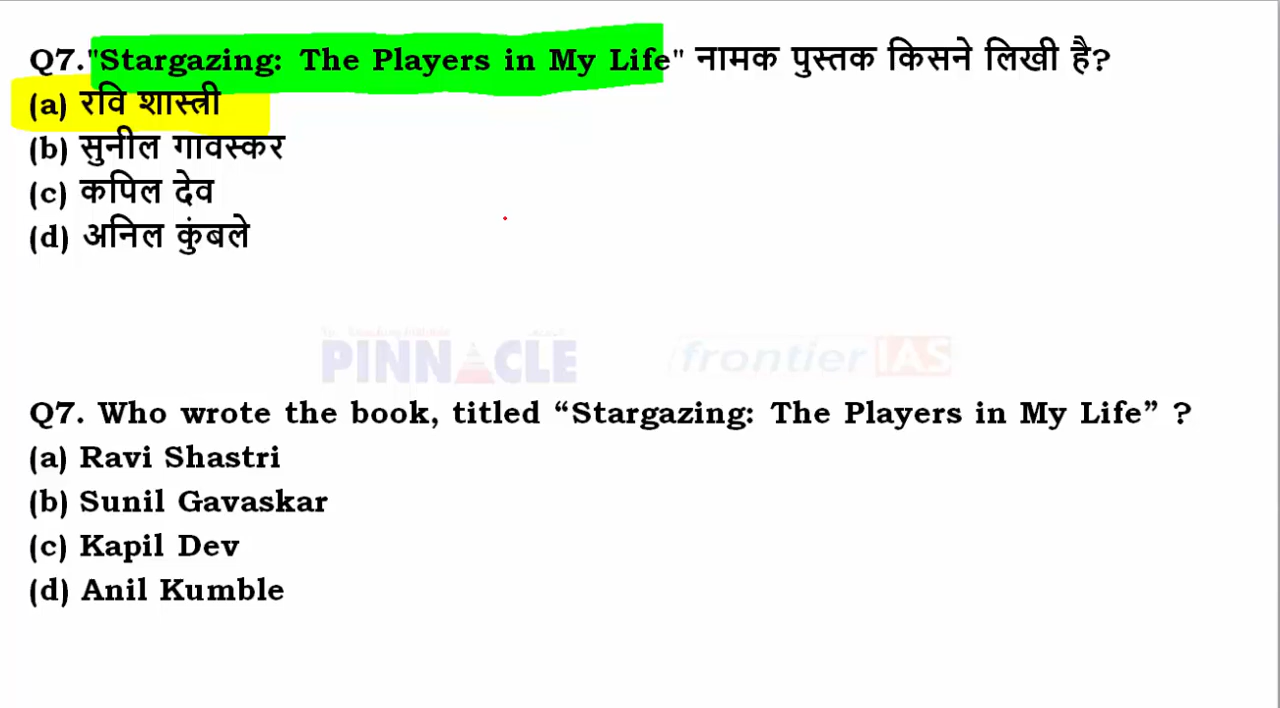 Q7."Stargazing: The Players in My Life" नामक पुस्तक किसने लिखी है?
(a) रवि शास्त्री
(b) सुनील गावस्कर
(c) कपिल देव
(d) अनिल कुंबले
PINNACLE frontier IAS
Q7. Who wrote the book, titled “Stargazing: The Players in My Life” ?
(a) Ravi Shastri
(b) Sunil Gavaskar
(c) Kapil Dev
(d) Anil Kumble